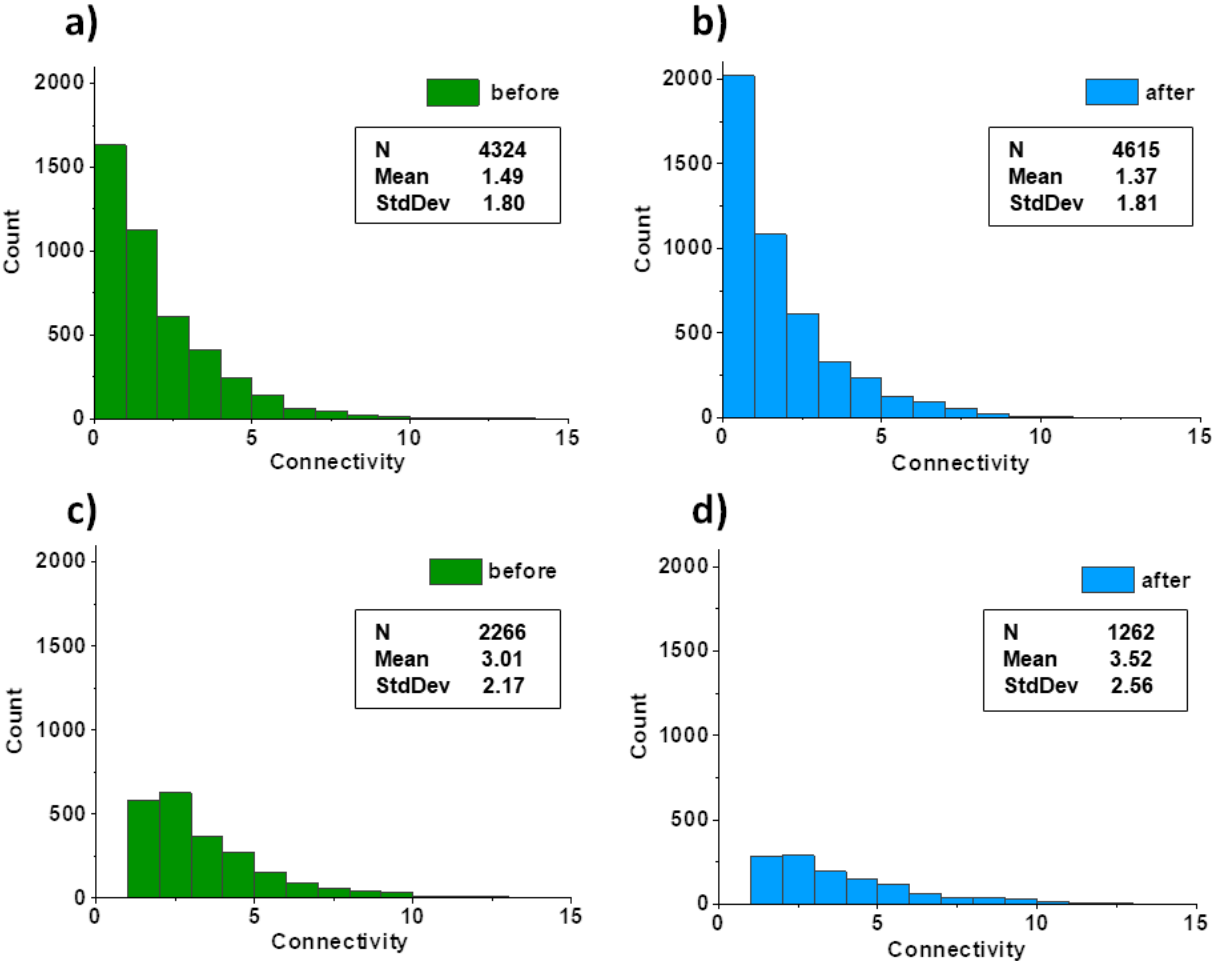 a)
before
N 4324
Mean 1.49
StdDev 1.80
2000
1500
1000
500
0
Count
0 5 10 15
Connectivity
b)
after
N 4615
Mean 1.37
StdDev 1.81
2000
1500
1000
500
0
Count
0 5 10 15
Connectivity
c)
before
N 2266
Mean 3.01
StdDev 2.17
2000
1500
1000
500
0
Count
0 5 10 15
Connectivity
d)
after
N 1262
Mean 3.52
StdDev 2.56
2000
1500
1000
500
0
Count
0 5 10 15
Connectivity